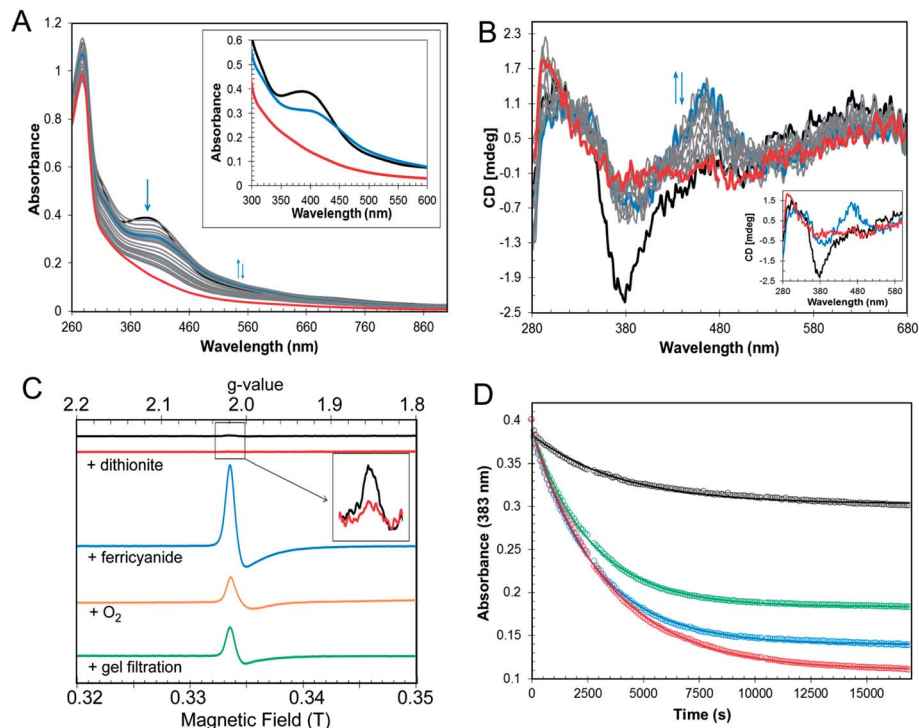 A
1.2
1
0.8
0.6
0.4
0.2
0
Absorbance
260 360 460 560 660 760 860
Wavelength (nm)
0.6
0.5
0.4
0.3
0.2
0.1
0
Absorbance
300 350 400 450 500 550 600
Wavelength (nm)
B
2.3
1.7
1.1
0.5
-0.1
-0.7
-1.3
-1.9
-2.5
CD [mdeg]
280 380 480 580 680
Wavelength (nm)
1.5
0.5
-0.5
-1.5
-2.5
CD [mdeg]
280 380 480 580
Wavelength (nm)
C
g-value
2.2 2.1 2.0 1.9 1.8
+ dithionite
+ ferricyanide
+ O2
+ gel filtration
0.32 0.33 0.34 0.35
Magnetic Field (T)
D
0.4
0.35
0.3
0.25
0.2
0.15
0.1
Absorbance (383 nm)
0 2500 5000 7500 10000 12500 15000
Time (s)